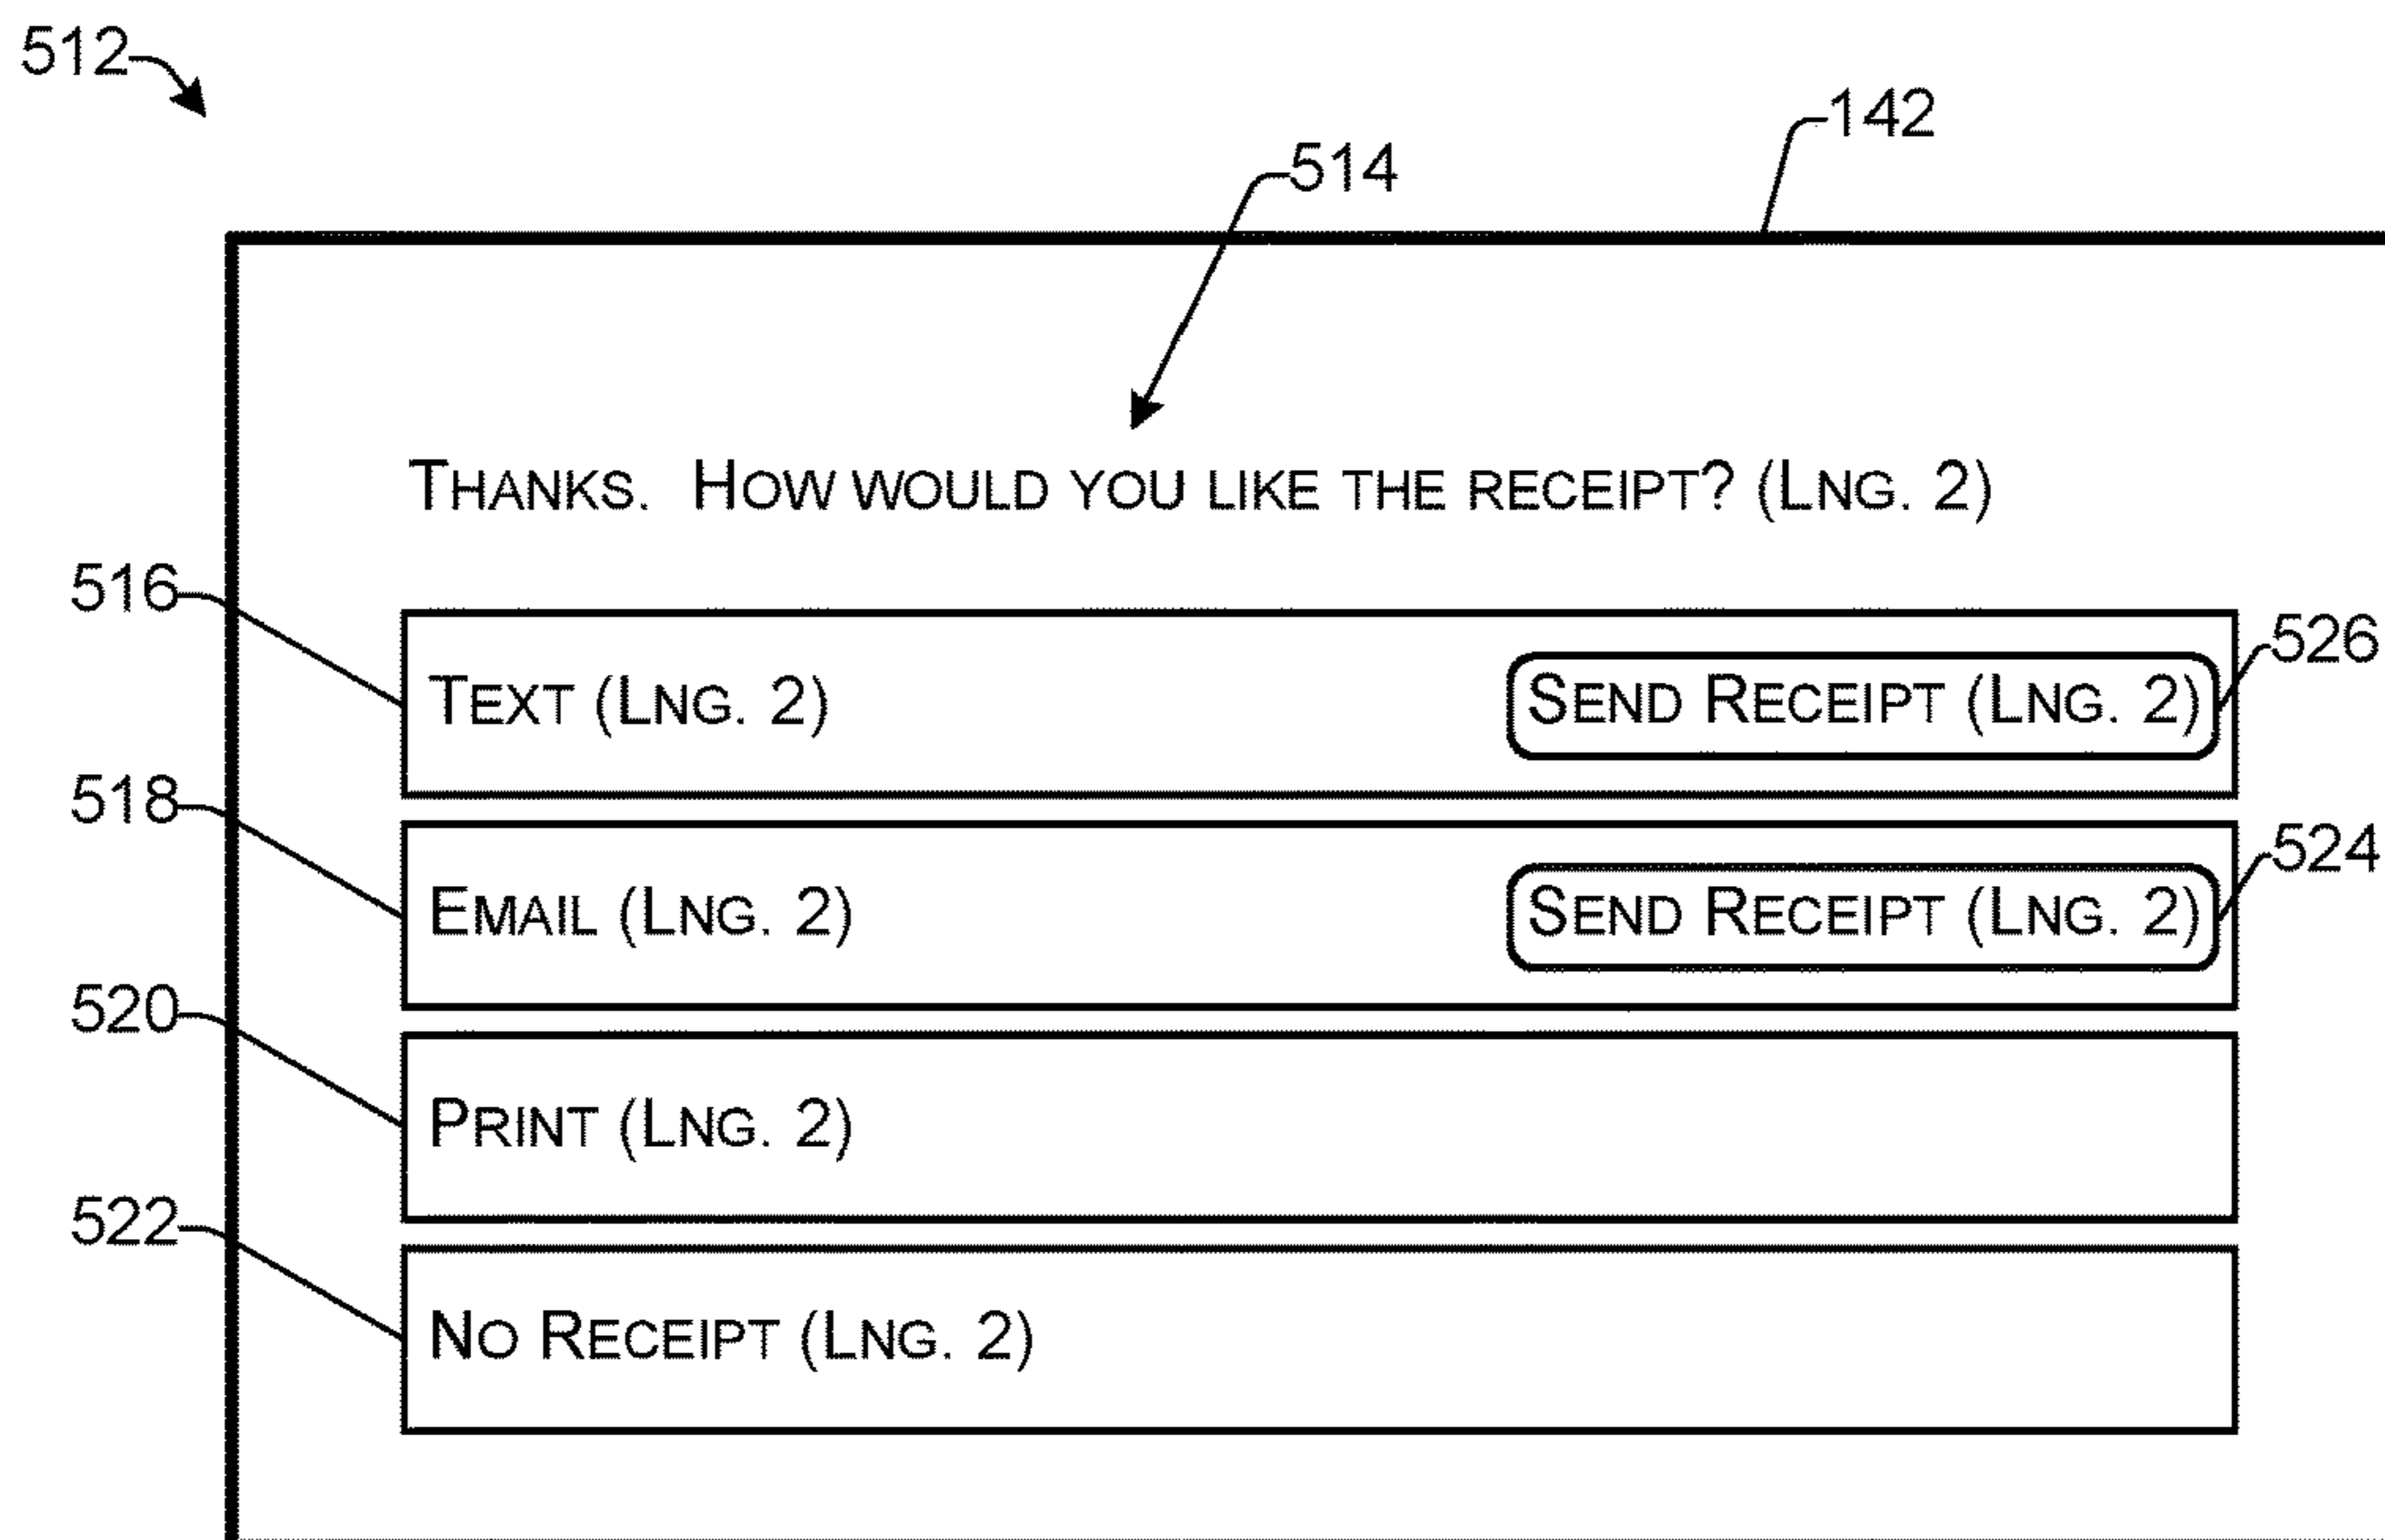 512
142
514
THANKS. HOW WOULD YOU LIKE THE RECEIPT? (LNG. 2)
516
TEXT (LNG. 2) SEND RECEIPT (LNG. 2)
526
518
EMAIL (LNG. 2) SEND RECEIPT (LNG. 2)
524
520
PRINT (LNG. 2)
522
NO RECEIPT (LNG. 2)